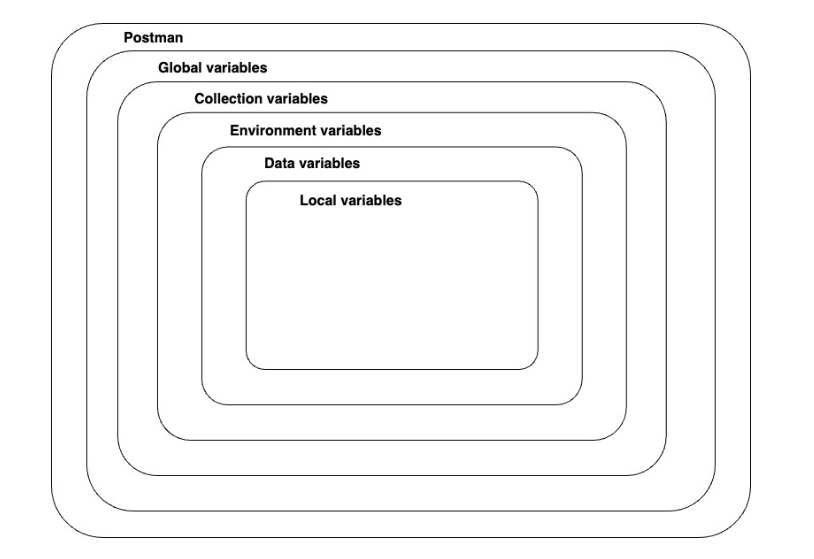 Postman
Global variables
Collection variables
Environment variables
Data variables
Local variables